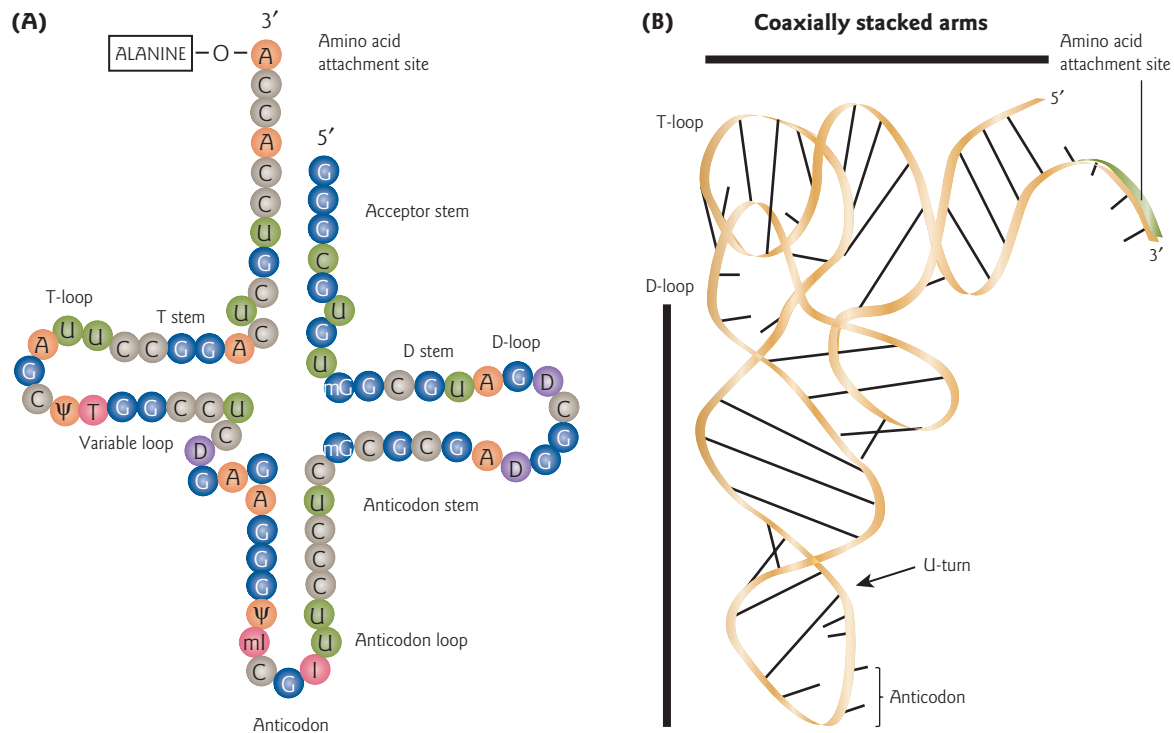 (A)
3′
ALANINE
O
Amino acid
attachment site
A
C
C
A
C
C
U
G
C
U
C
5′
G
G
G
C
G
U
G
U
Acceptor stem
T-loop
T stem
A U U C C G G A
G
C Ψ T G G C C U
C
Variable loop
D
G A G
D stem
D-loop
mG G C G U A G D
C
G
G
mG C G C G A D
Anticodon stem
A
G
G
G
Ψ
mI
C G I
C
U
C
C
C
U
U
Anticodon loop
Anticodon
(B)
Coaxially stacked arms
Amino acid
attachment site
5′
T-loop
3′
D-loop
U-turn
Anticodon